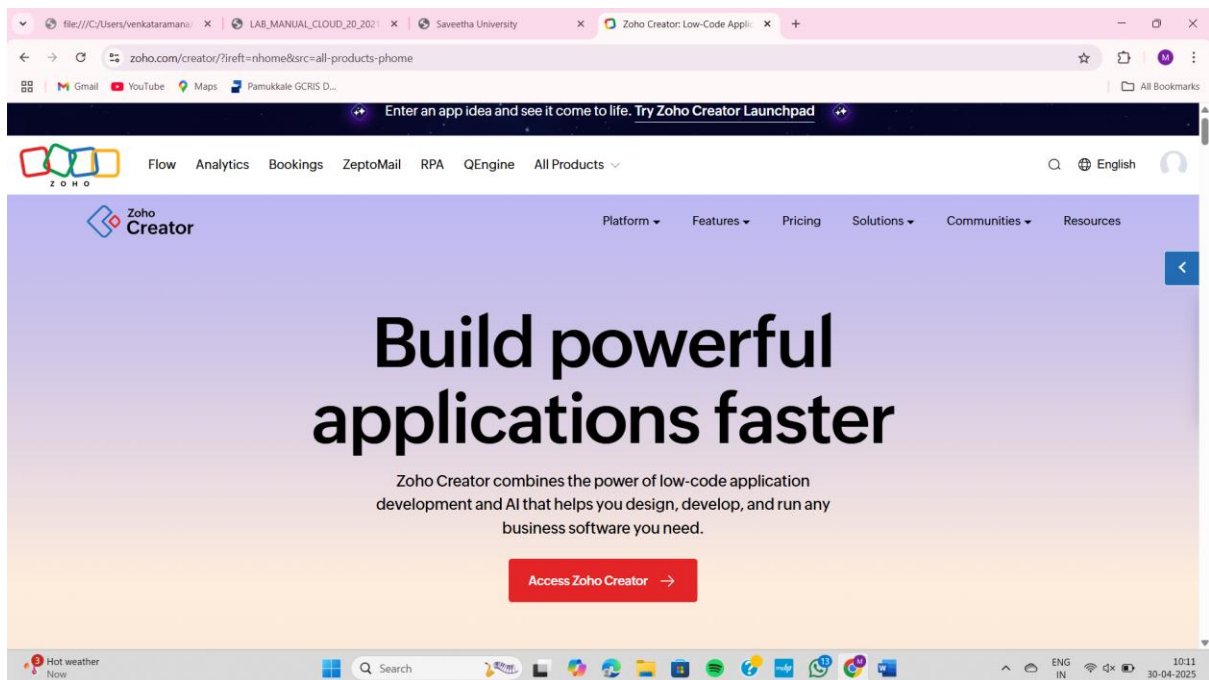 file:///C:/Users/venkataramana
LAB_MANUAL_CLOUD_20_2021
Saveetha University
Zoho Creator: Low-Code Applic
zoho.com/creator/?ireft=nhome&src=all-products-phome
M
Gmail
YouTube
Maps
Pamukkale GCRIS D...
All Bookmarks
Enter an app idea and see it come to life. Try Zoho Creator Launchpad
ZOHO
Flow Analytics Bookings ZeptoMail RPA QEngine All Products
English
Zoho
Creator
Platform Features Pricing Solutions Communities Resources
Build powerful
applications faster
Zoho Creator combines the power of low-code application
development and AI that helps you design, develop, and run any
business software you need.
Access Zoho Creator →
3
Hot weather
Now
Search
13
M
ENG
IN
10:11
30-04-2025